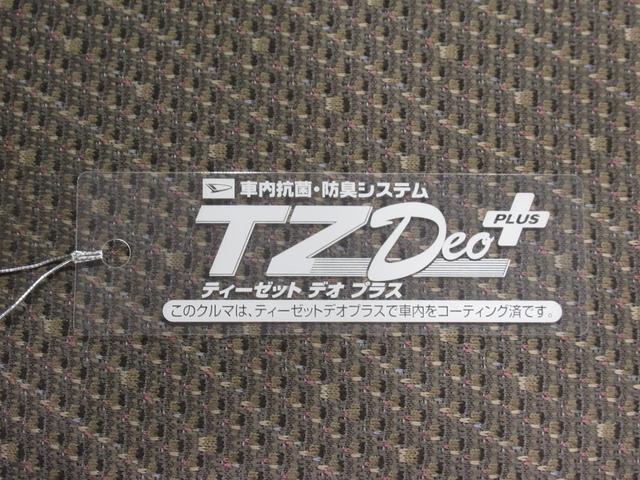 車内抗菌・防臭システム
TZDeo PLUS
ティーゼット デオ プラス
このクルマは、ティーゼットデオプラスで車内をコーティング済です。